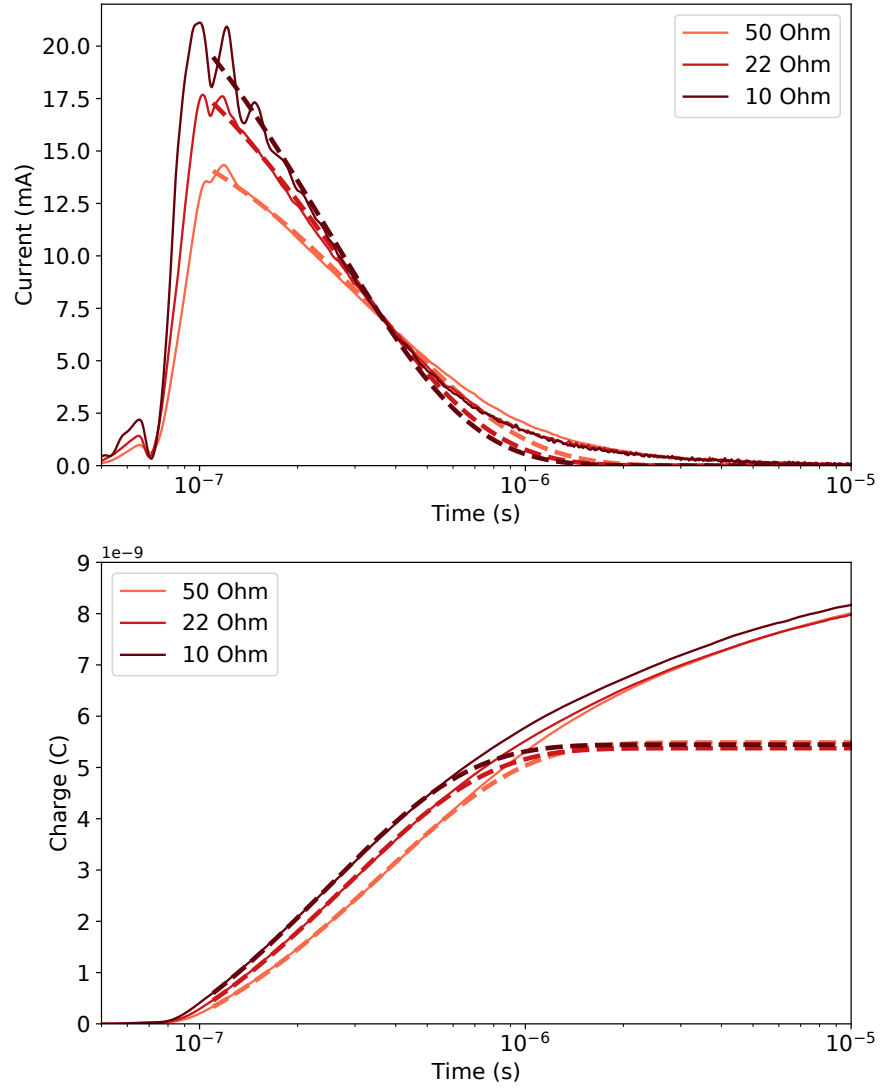 20.0
17.5
15.0
12.5
10.0
7.5
5.0
2.5
0.0
Current (mA)
50 Ohm
22 Ohm
10 Ohm
10⁻⁷
10⁻⁶
10⁻⁵
Time (s)
1e−9
9
8
7
6
5
4
3
2
1
0
Charge (C)
50 Ohm
22 Ohm
10 Ohm
10⁻⁷
10⁻⁶
10⁻⁵
Time (s)